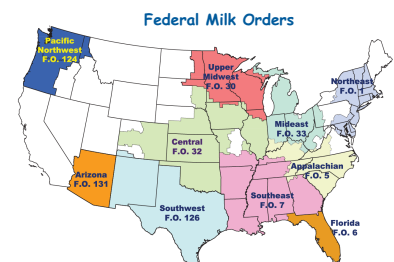 Federal Milk Orders
Pacific
Northwest
F.O. 124
Upper
Midwest
F.O. 30
Northeast
F.O. 1
Mideast
F.O. 33
Central
F.O. 32
Appalachian
F.O. 5
Arizona
F.O. 131
Southwest
F.O. 126
Southeast
F.O. 7
Florida
F.O. 6